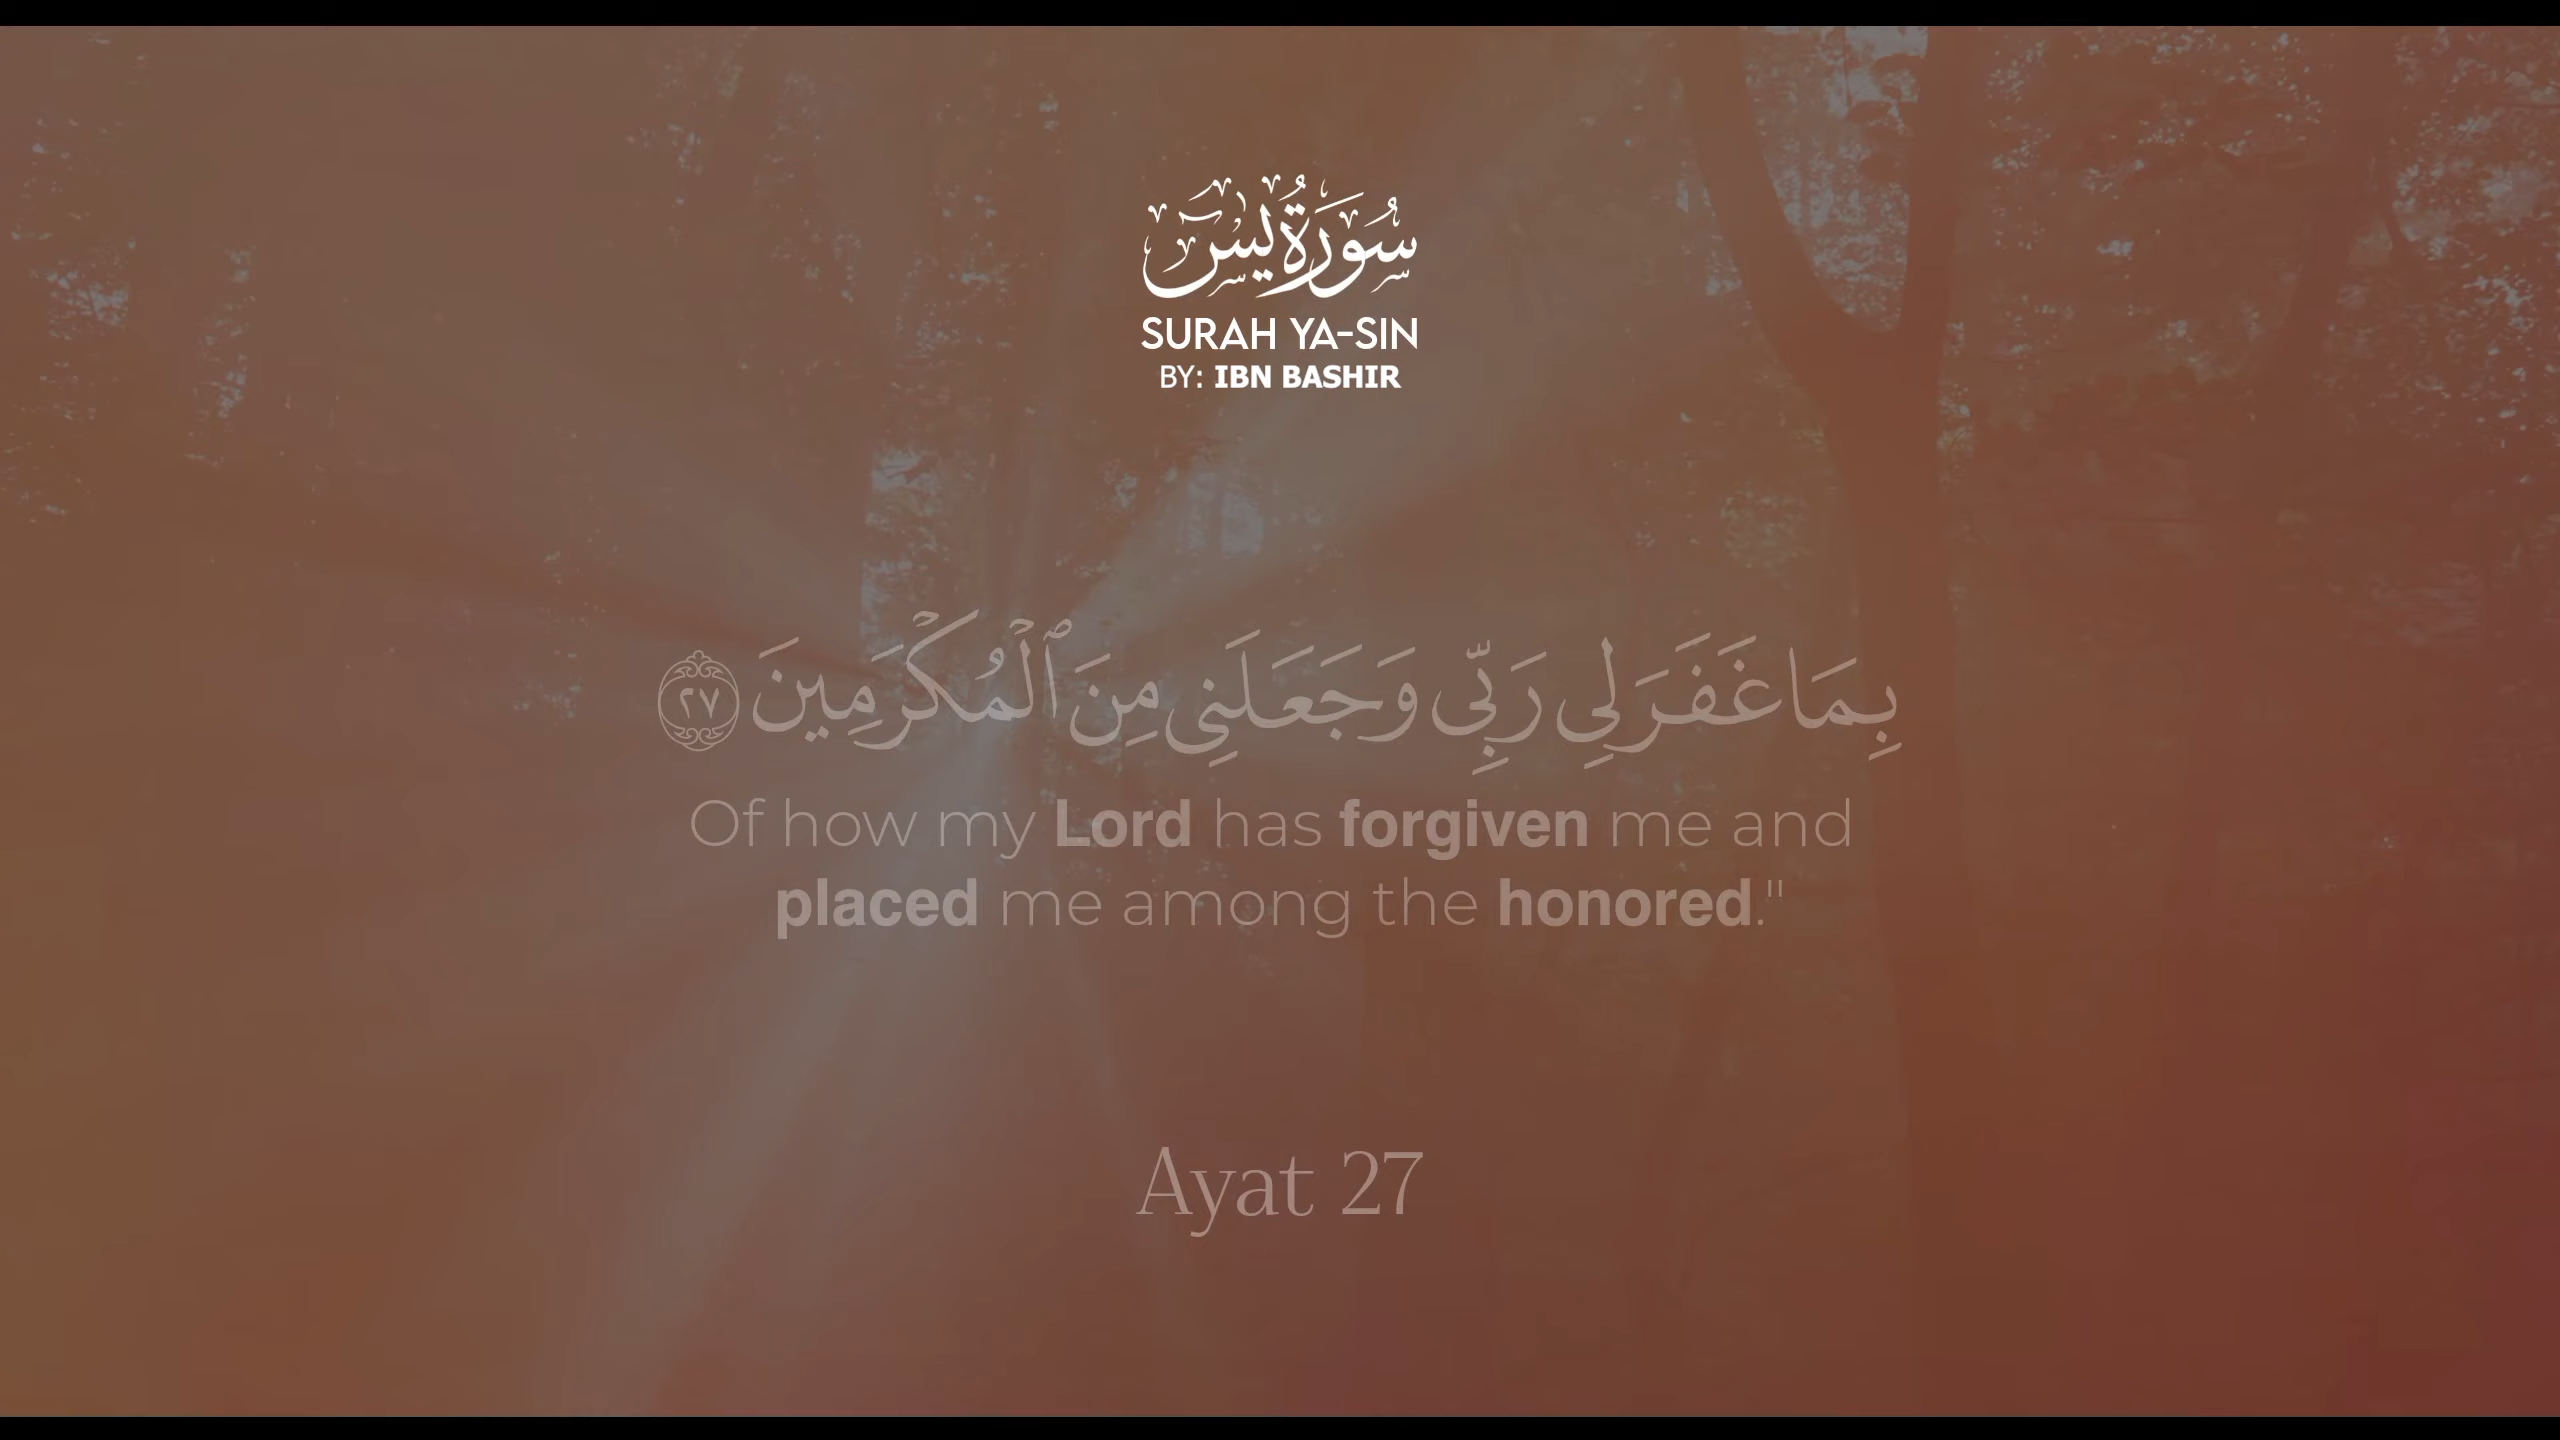 سُورَةُ يسٓ
SURAH YA-SIN
BY: IBN BASHIR
بِمَا غَفَرَ لِي رَبِّي وَجَعَلَنِي مِنَ ٱلْمُكْرَمِينَ ٢٧
Of how my Lord has forgiven me and
placed me among the honored."
Ayat 27